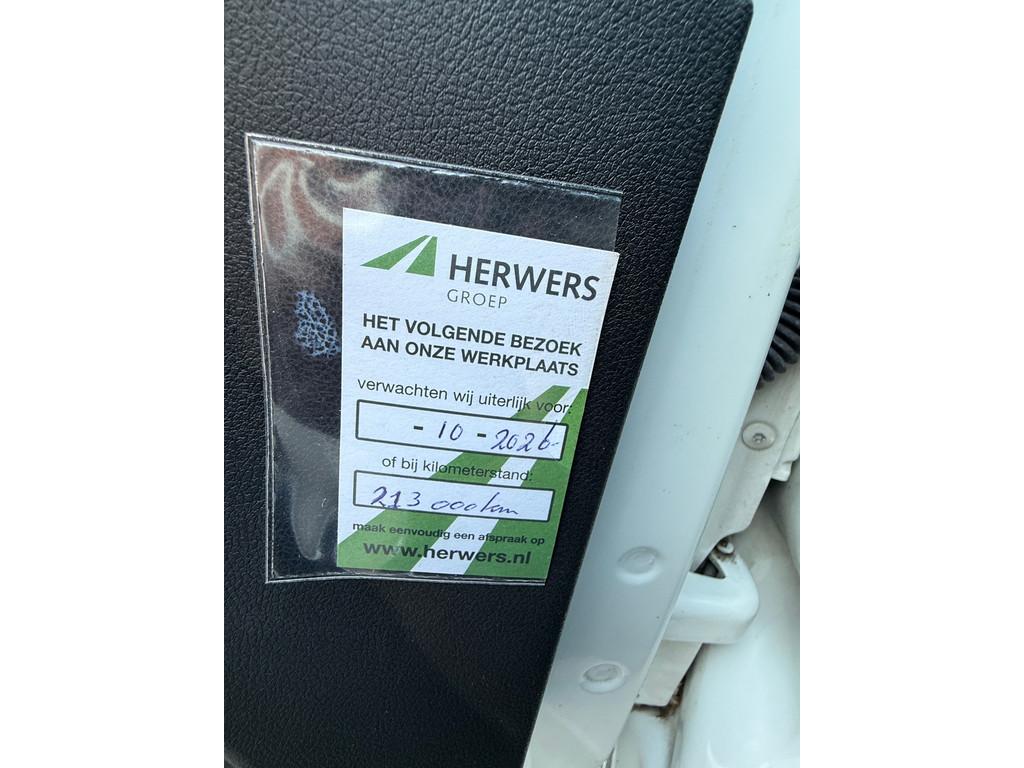 HERWERS
GROEP
HET VOLGENDE BEZOEK
AAN ONZE WERKPLAATS
verwachten wij uiterlijk voor:
- 10 - 2026
of bij kilometerstand:
213 000 km
maak eenvoudig een afspraak op
www.herwers.nl